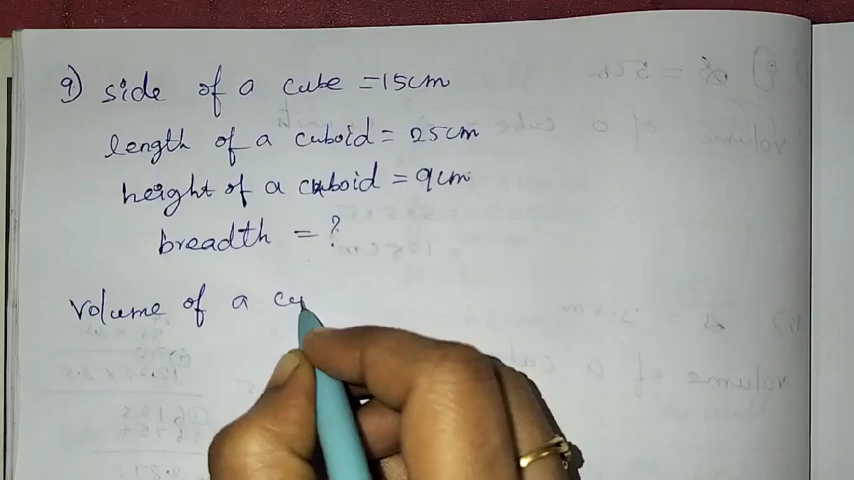 9) side of a cube = 15cm
length of a cuboid = 25cm
height of a cuboid = 9cm
breadth = ?
volume of a cu